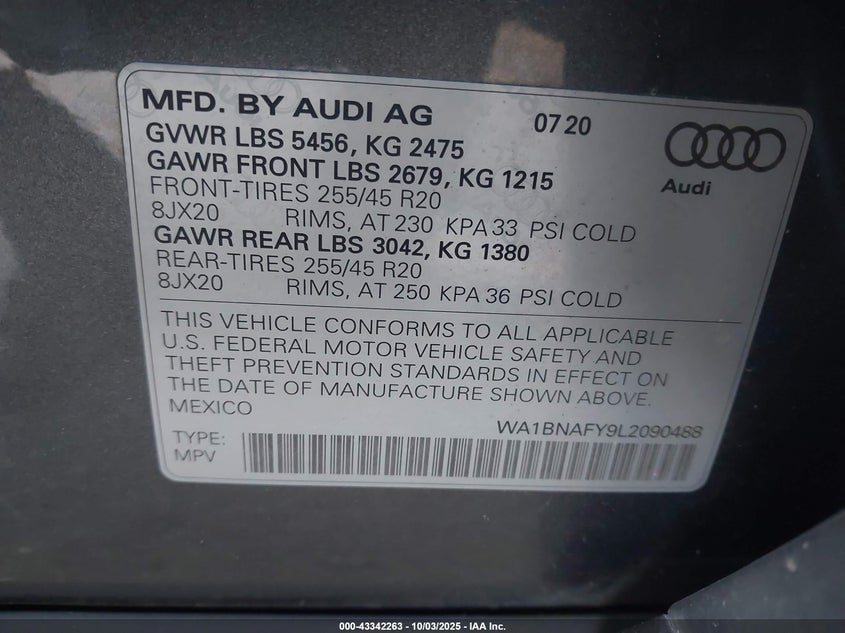 MFD. BY AUDI AG 07 20
GVWR LBS 5456, KG 2475
GAWR FRONT LBS 2679, KG 1215
Audi
FRONT-TIRES 255/45 R20
8JX20 RIMS, AT 230 KPA 33 PSI COLD
GAWR REAR LBS 3042, KG 1380
REAR-TIRES 255/45 R20
8JX20 RIMS, AT 250 KPA 36 PSI COLD
THIS VEHICLE CONFORMS TO ALL APPLICABLE
U.S. FEDERAL MOTOR VEHICLE SAFETY AND
THEFT PREVENTION STANDARDS IN EFFECT ON
THE DATE OF MANUFACTURE SHOWN ABOVE.
MEXICO WA1BNAFY9L2090488
TYPE:
MPV
000-43342263 - 10/03/2025 - IAA Inc.